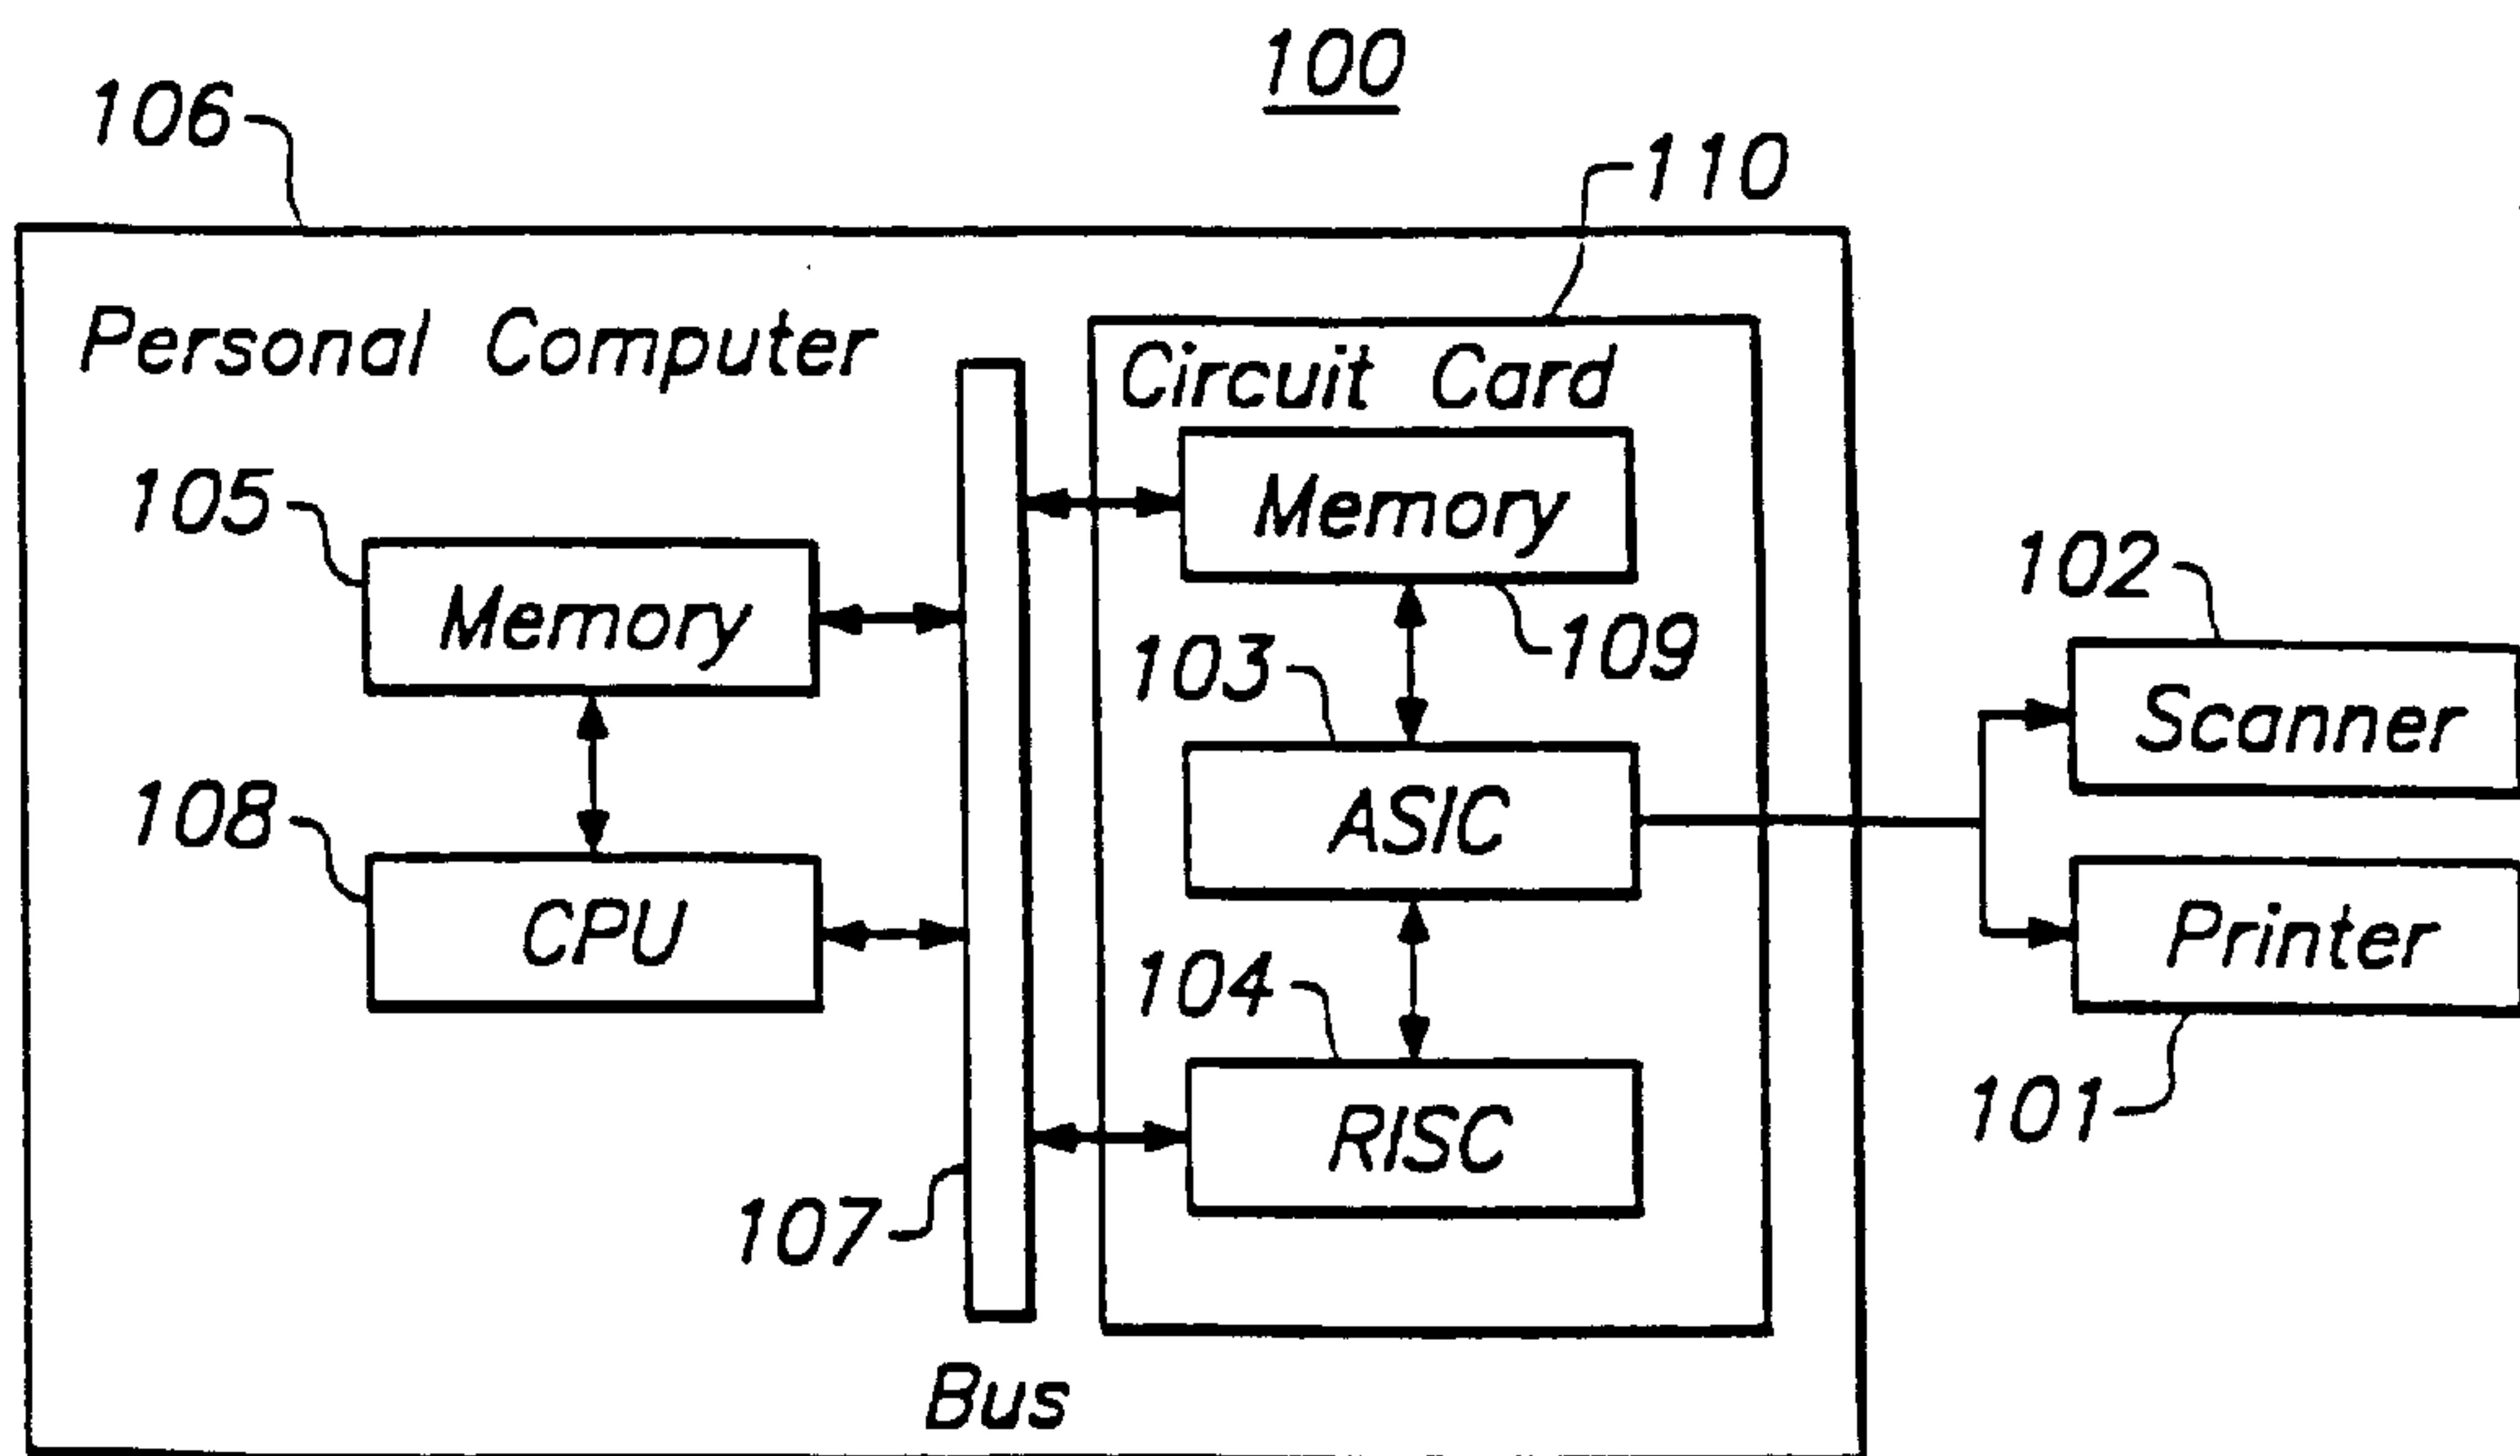 100
106
110
Personal Computer
Circuit Card
105
Memory
Memory
102
109
103
Scanner
108
ASIC
CPU
Printer
104
101
RISC
107
Bus